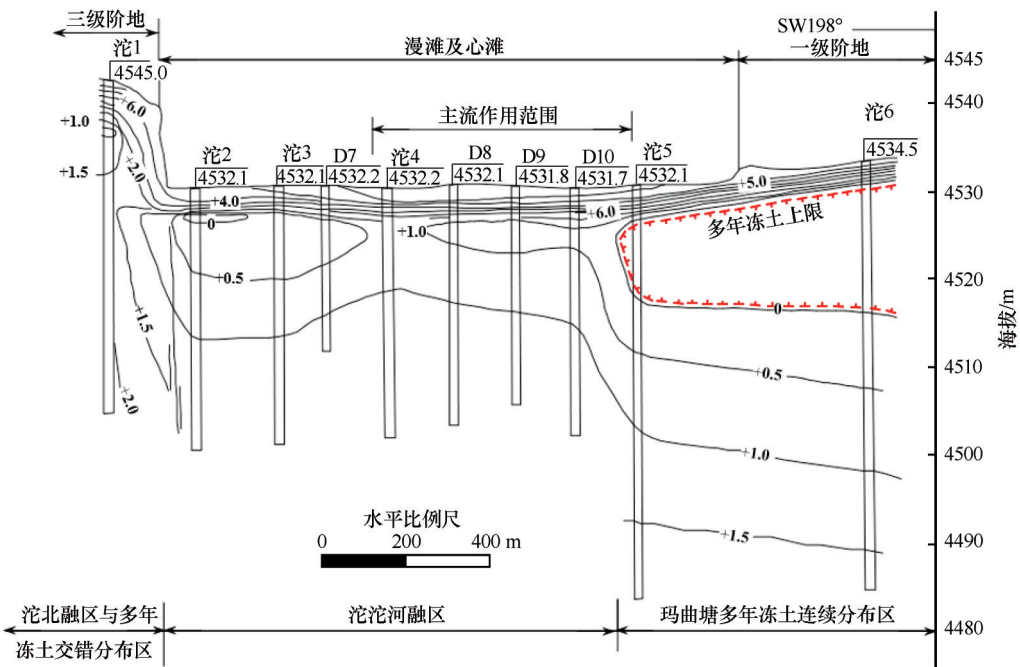 三级阶地
SW198°
漫滩及心滩
一级阶地
沱1
4545.0
沱6
4534.5
主流作用范围
沱2
4532.1
沱3
4532.1
D7
4532.2
沱4
4532.2
D8
4532.1
D9
4531.8
D10
4531.7
沱5
4532.1
4545
4540
4530
4520
4510
4500
4490
4480
海拔/m
+6.0
+1.0
+1.5
+2.0
+4.0
0
+0.5
+1.0
+6.0
+5.0
多年冻土上限
0
+1.5
+2.0
+0.5
+1.0
+1.5
水平比例尺
0 200 400 m
沱北融区与多年
冻土交错分布区
沱沱河融区
玛曲塘多年冻土连续分布区